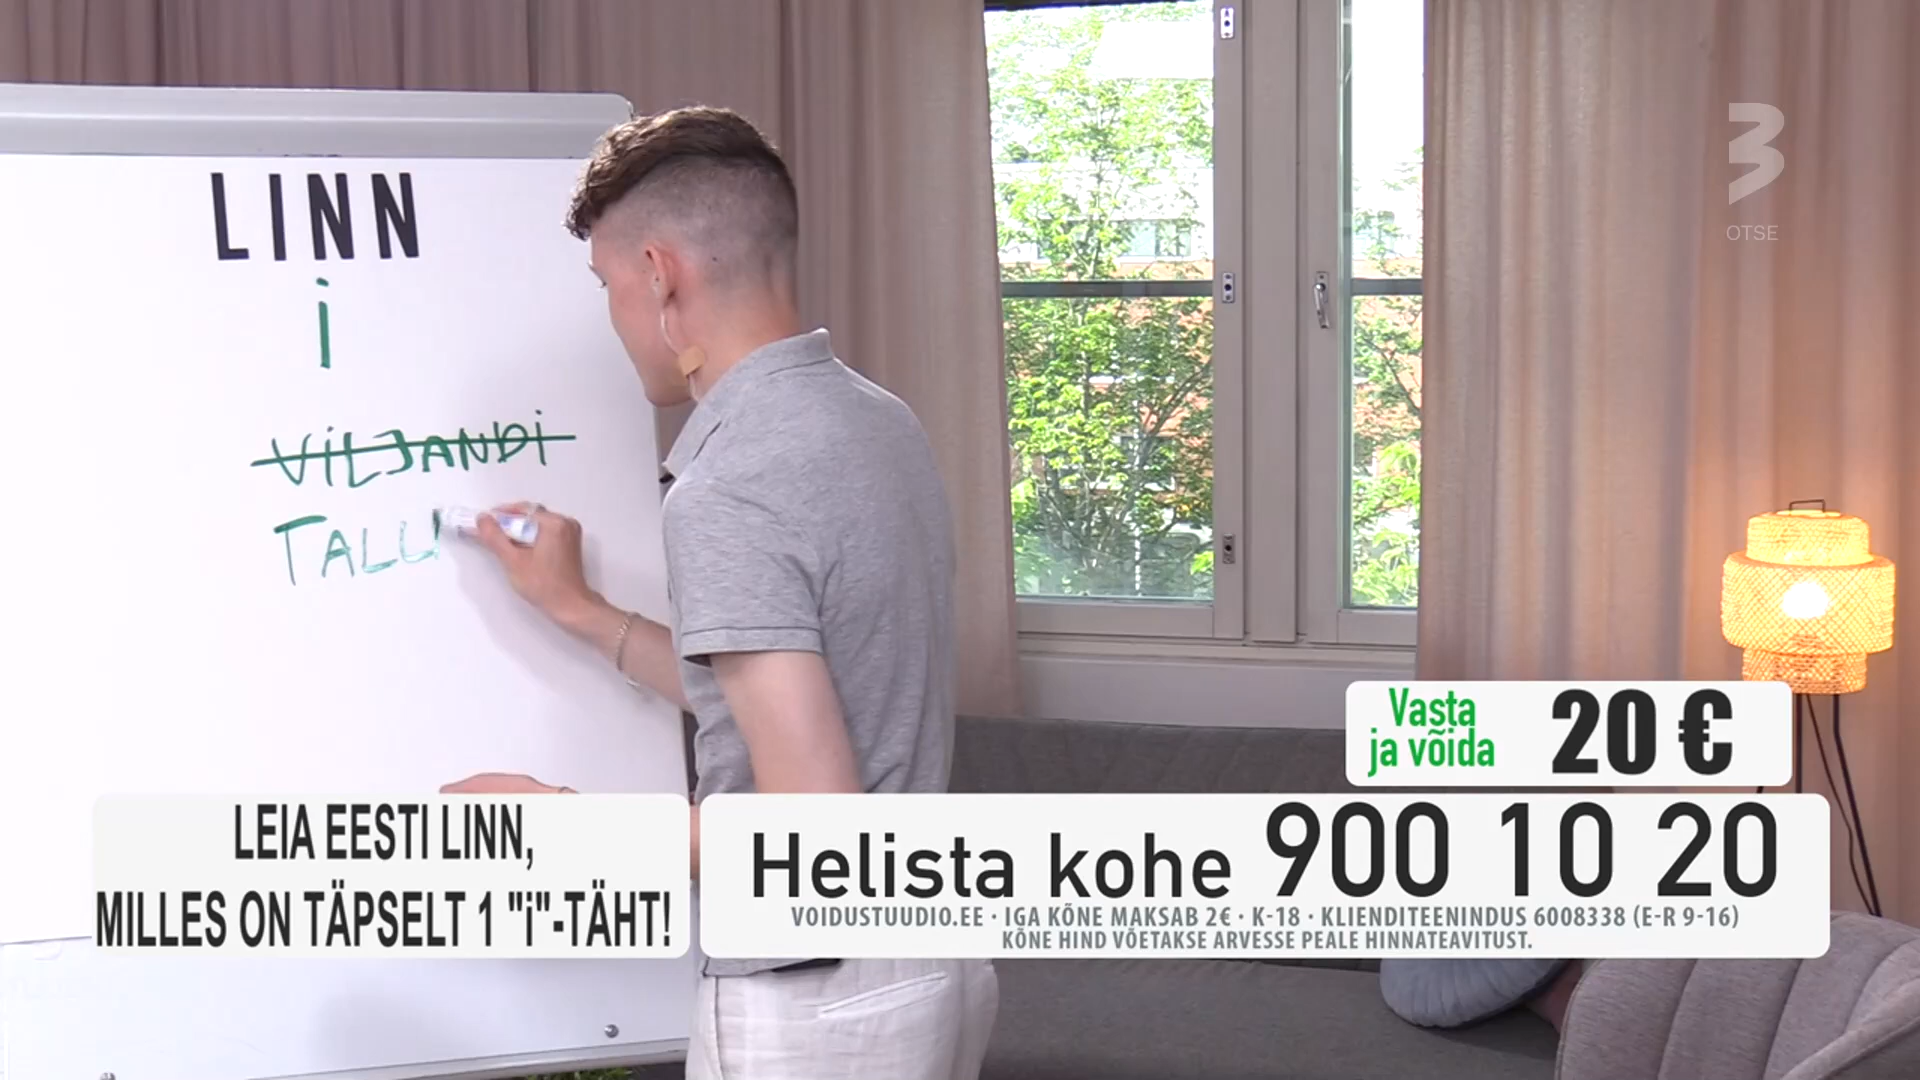 LINN
i
VILJANDI
TALLI
3
OTSE
Vasta
ja võida
20 €
LEIA EESTI LINN,
MILLES ON TÄPSELT 1 "i"-TÄHT!
Helista kohe 900 10 20
VOIDUSTUUDIO.EE · IGA KÕNE MAKSAB 2€ · K-18 · KLIENDITEENINDUS 6008338 (E-R 9-16)
KÕNE HIND VÕETAKSE ARVESSE PEALE HINNATEAVITUST.